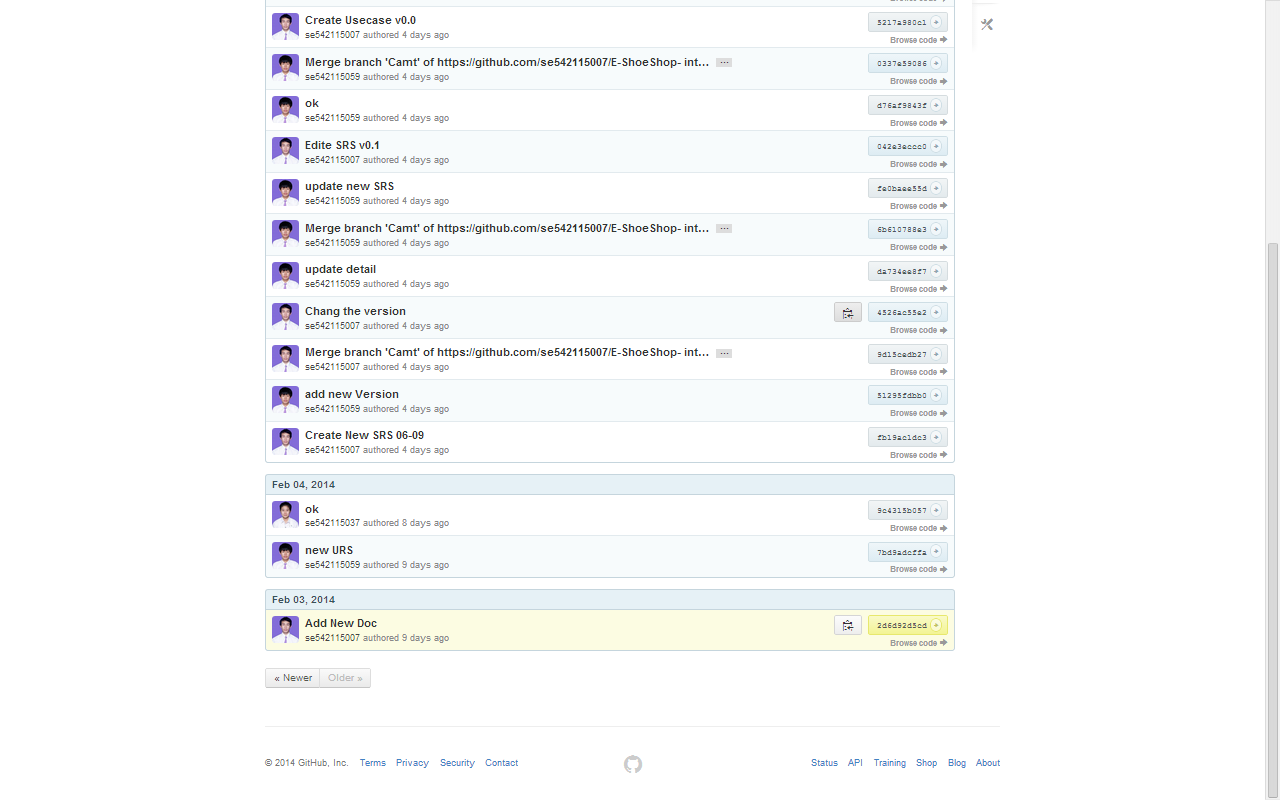 Create Usecase v0.0
5217a980c1
se542115007 authored 4 days ago
Browse code
Merge branch 'Camt' of https://github.com/se542115007/E-ShoeShop- int... ...
0337e59086
se542115059 authored 4 days ago
Browse code
ok
d76af9843f
se542115059 authored 4 days ago
Browse code
Edite SRS v0.1
042e3eccc0
se542115007 authored 4 days ago
Browse code
update new SRS
fe0baee55d
se542115059 authored 4 days ago
Browse code
Merge branch 'Camt' of https://github.com/se542115007/E-ShoeShop- int... ...
6b610788e3
se542115059 authored 4 days ago
Browse code
update detail
da734ee8f7
se542115059 authored 4 days ago
Browse code
Chang the version
4526ac55e2
se542115007 authored 4 days ago
Browse code
Merge branch 'Camt' of https://github.com/se542115007/E-ShoeShop- int... ...
9d15cedb27
se542115007 authored 4 days ago
Browse code
add new Version
51295fdbb0
se542115059 authored 4 days ago
Browse code
Create New SRS 06-09
fb19ac1dc3
se542115007 authored 4 days ago
Browse code
Feb 04, 2014
ok
9c4315b057
se542115037 authored 8 days ago
Browse code
new URS
7bd9adcffa
se542115059 authored 9 days ago
Browse code
Feb 03, 2014
Add New Doc
2d6d92d5cd
se542115007 authored 9 days ago
Browse code
« Newer Older »
© 2014 GitHub, Inc. Terms Privacy Security Contact Status API Training Shop Blog About